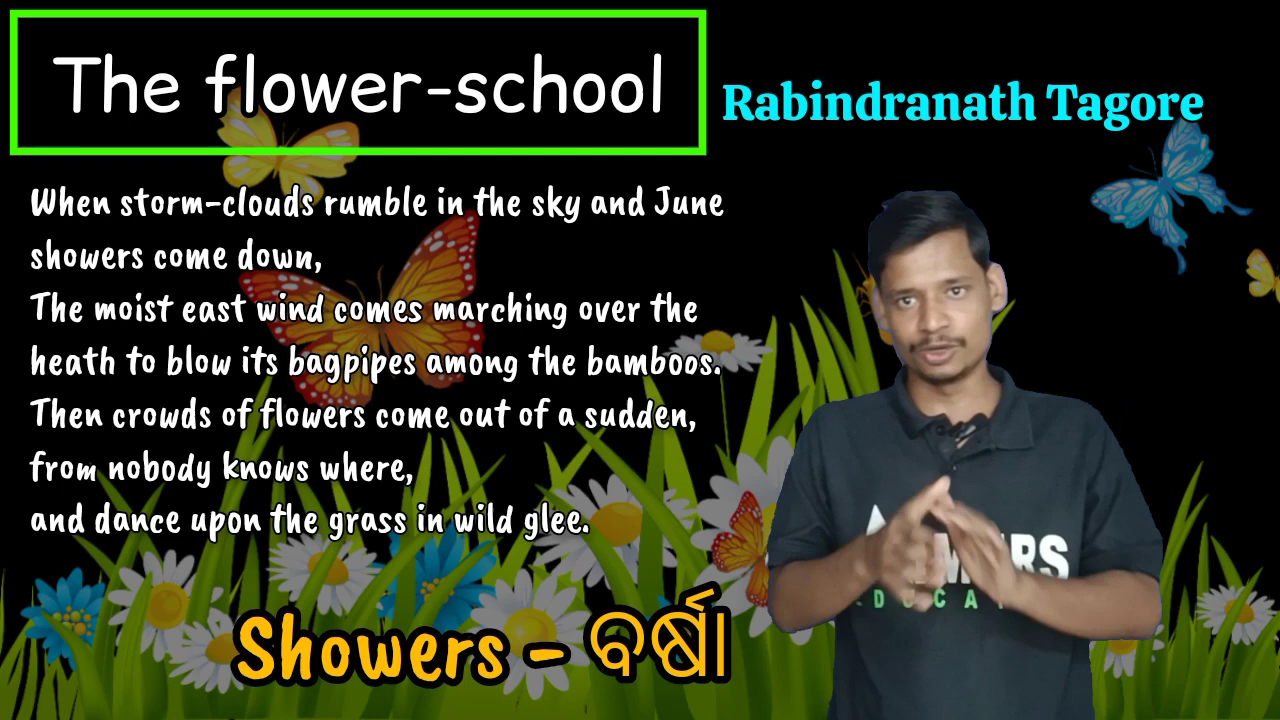 The flower-school
Rabindranath Tagore
When storm-clouds rumble in the sky and June
showers come down,
The moist east wind comes marching over the
heath to blow its bagpipes among the bamboos.
Then crowds of flowers come out of a sudden,
from nobody knows where,
and dance upon the grass in wild glee.
Showers - ବର୍ଷା